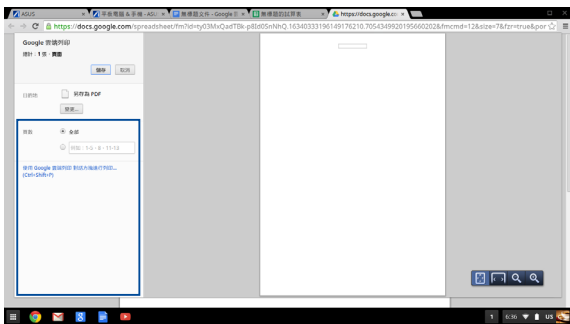 ASUS
平板電腦 & 手機 - ASU
無標題文件 - Google 文
無標題的試算表
https://docs.google.co
https://docs.google.com/spreadsheet/fm?id=ty03MxQadTBk-p8Id0SnNhQ.16340333196149176210.7054349920195660202&fmcmd=12&size=7&fzr=true&por
Google 雲端列印
總計：1 張，頁面
儲存 取消
目的地 另存為 PDF
變更...
頁數 全部
例如：1-5、8、11-13
使用 Google 雲端列印 對話方塊進行列印...
(Ctrl+Shift+P)
1 6:36 US